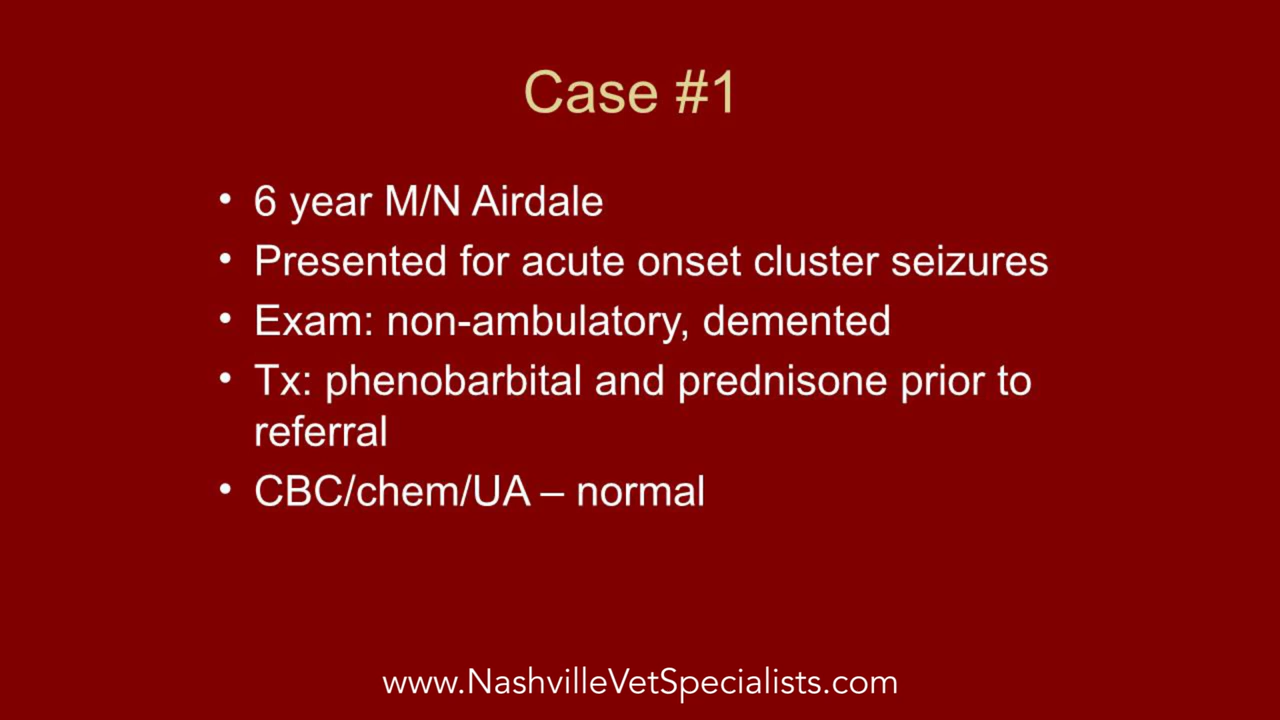 Case #1
• 6 year M/N Airdale
• Presented for acute onset cluster seizures
• Exam: non-ambulatory, demented
• Tx: phenobarbital and prednisone prior to
referral
• CBC/chem/UA – normal
www.NashvilleVetSpecialists.com